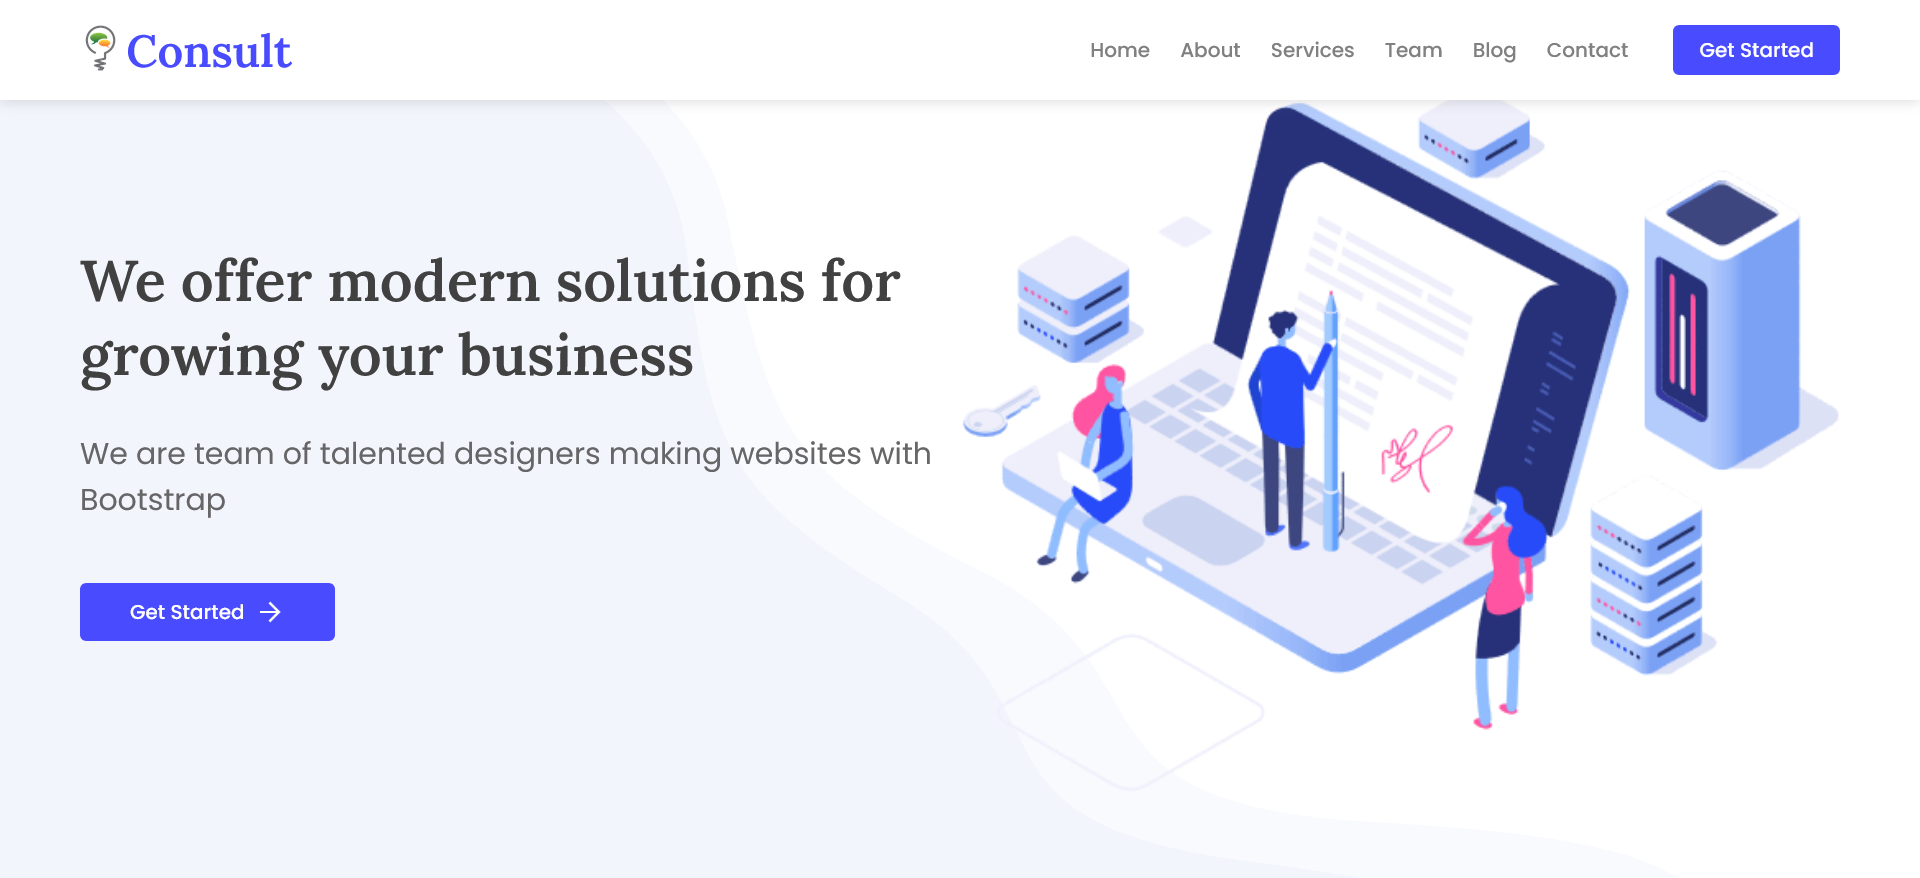 Consult
Home About Services Team Blog Contact Get Started
We offer modern solutions for
growing your business
We are team of talented designers making websites with
Bootstrap
Get Started